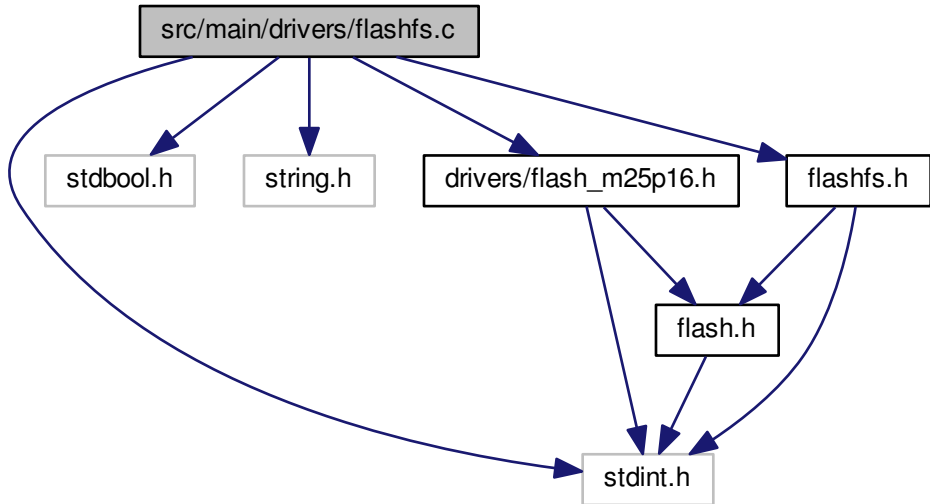 src/main/drivers/flashfs.c
stdbool.h
string.h
drivers/flash_m25p16.h
flashfs.h
flash.h
stdint.h